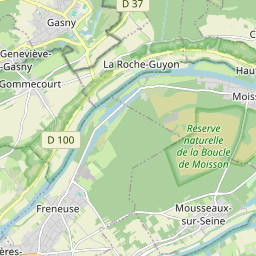 D 37
Gasny
Geneviève-
Gasny
La Roche-Guyon
Haut
Gommecourt
Moiss
Réserve
naturelle
de la Boucle
de Moisson
D 100
Freneuse
Mousseaux-
sur-Seine
ères-